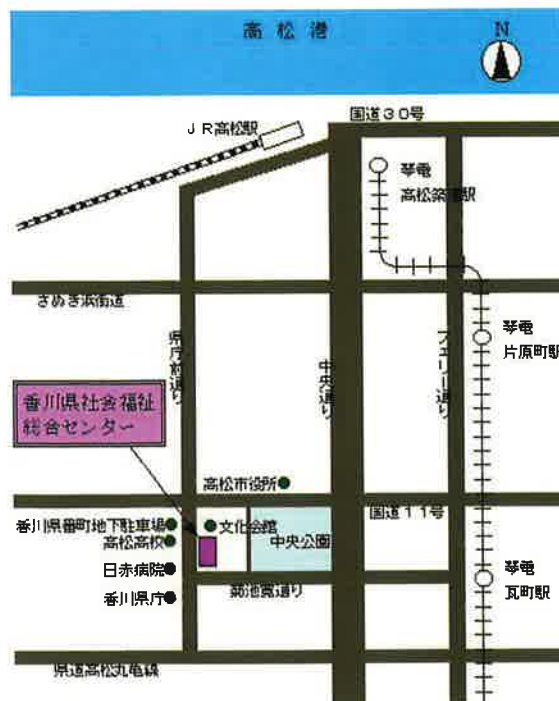 高松港
N
国道30号
JR高松駅
琴電
高松築港駅
さぬき浜街道
琴電
片原町駅
県庁前通り
中央通り
フェリー通り
香川県社会福祉
総合センター
高松市役所
国道11号
香川県番町地下駐車場
文化会館
高松高校
中央公園
日赤病院
菊池寛通り
琴電
瓦町駅
香川県庁
県道高松丸亀線